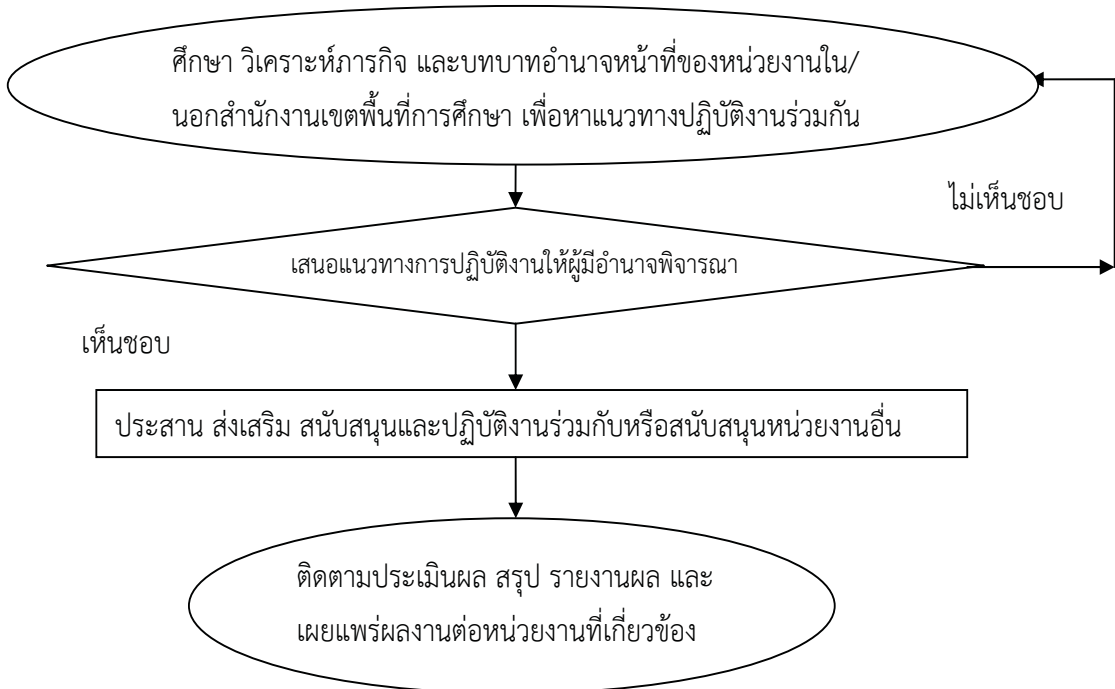 ศึกษา วิเคราะห์ภารกิจ และบทบาทอำนาจหน้าที่ของหน่วยงานใน/
นอกสำนักงานเขตพื้นที่การศึกษา เพื่อหาแนวทางปฏิบัติงานร่วมกัน
ไม่เห็นชอบ
เสนอแนวทางการปฏิบัติงานให้ผู้มีอำนาจพิจารณา
เห็นชอบ
ประสาน ส่งเสริม สนับสนุนและปฏิบัติงานร่วมกับหรือสนับสนุนหน่วยงานอื่น
ติดตามประเมินผล สรุป รายงานผล และ
เผยแพร่ผลงานต่อหน่วยงานที่เกี่ยวข้อง